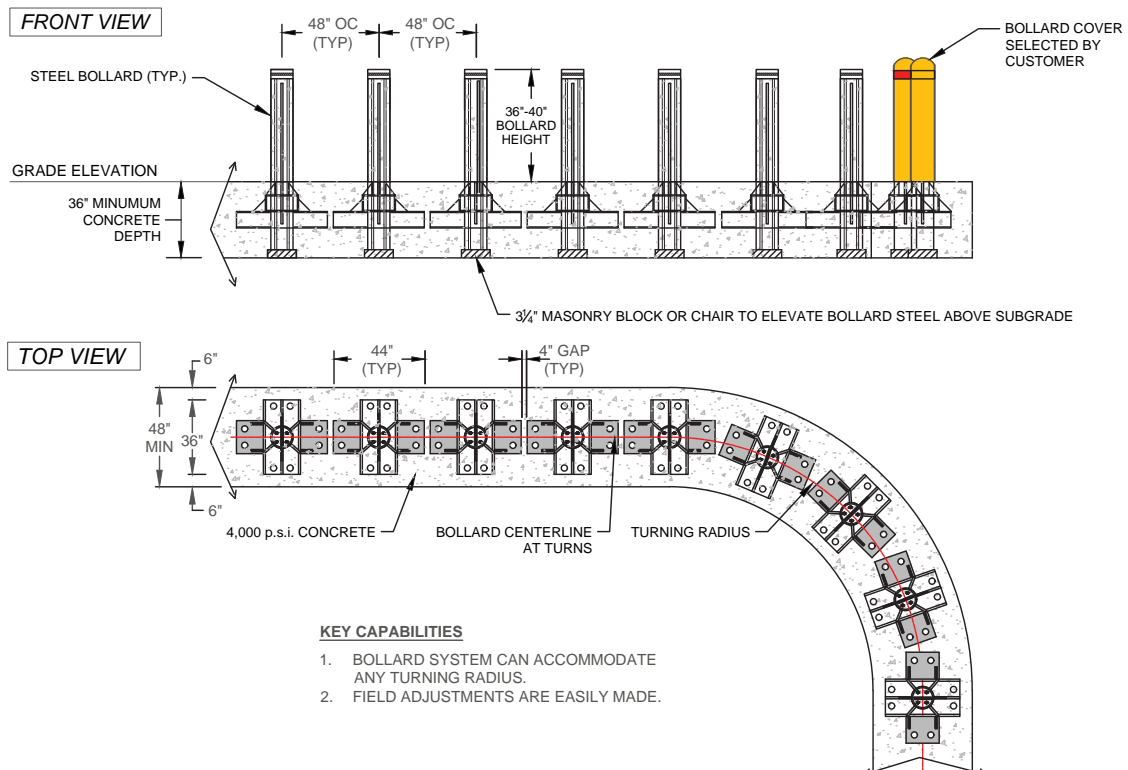 FRONT VIEW
48" OC
(TYP)
48" OC
(TYP)
BOLLARD COVER
SELECTED BY
CUSTOMER
STEEL BOLLARD (TYP.)
36"-40"
BOLLARD
HEIGHT
GRADE ELEVATION
36" MINUMUM
CONCRETE
DEPTH
3¼" MASONRY BLOCK OR CHAIR TO ELEVATE BOLLARD STEEL ABOVE SUBGRADE
TOP VIEW
6"
44"
(TYP)
4" GAP
(TYP)
48"
MIN
36"
6"
4,000 p.s.i. CONCRETE
BOLLARD CENTERLINE
AT TURNS
TURNING RADIUS
KEY CAPABILITIES
1. BOLLARD SYSTEM CAN ACCOMMODATE
ANY TURNING RADIUS.
2. FIELD ADJUSTMENTS ARE EASILY MADE.